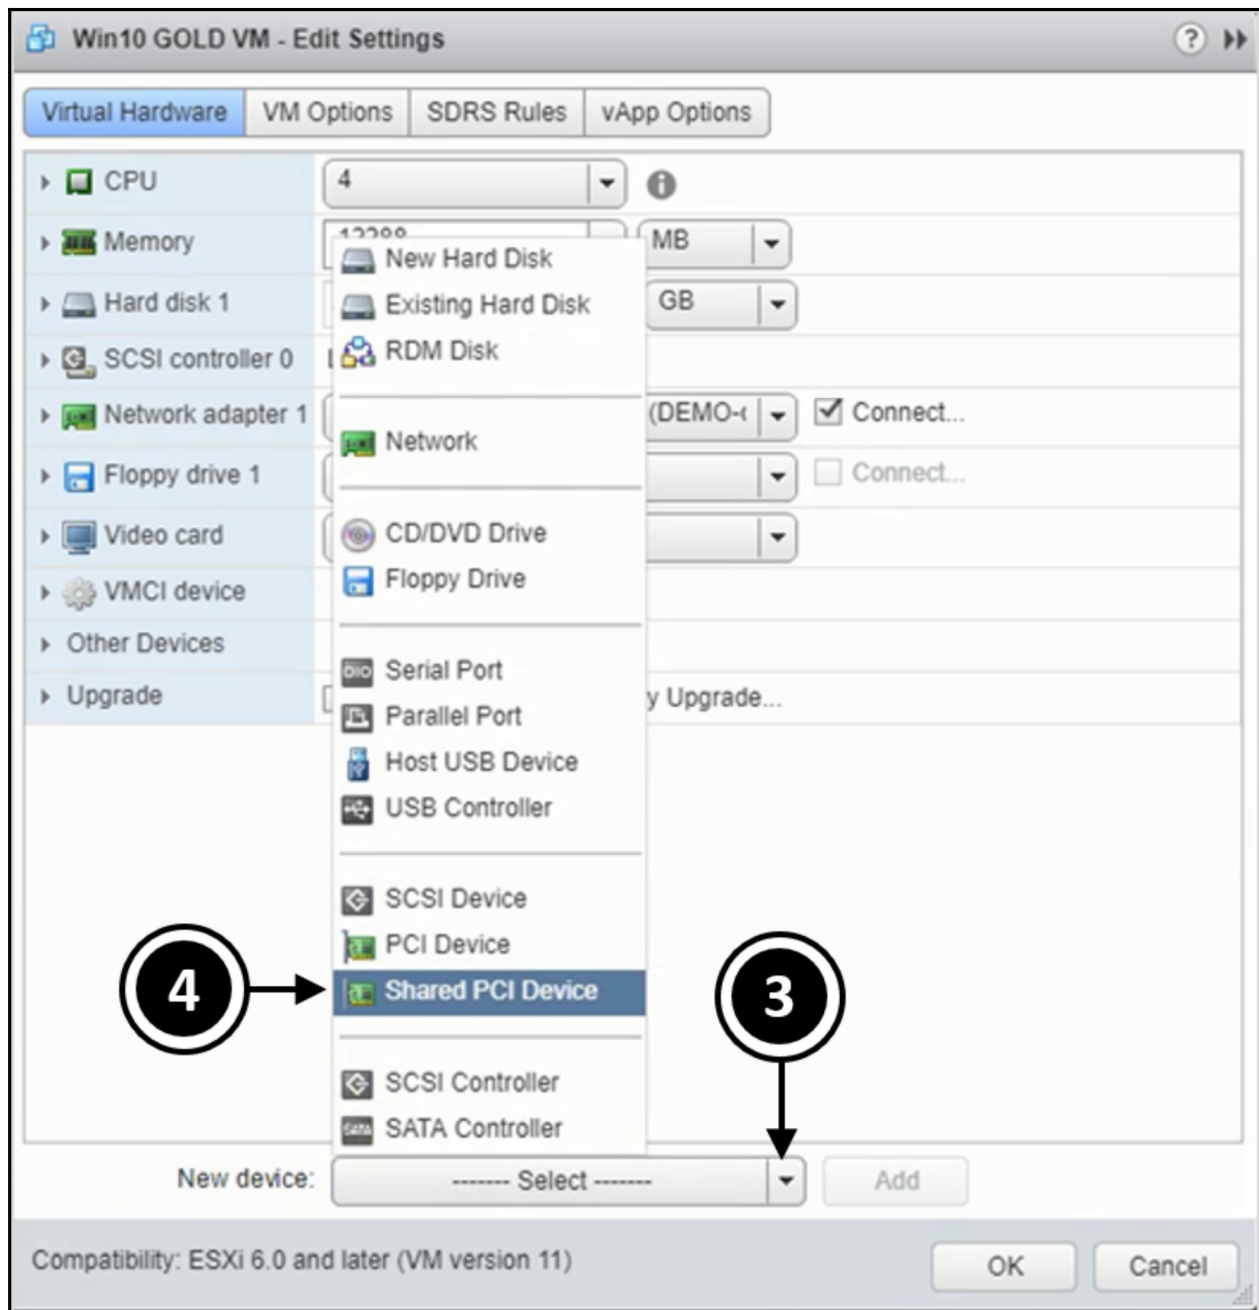 Win10 GOLD VM - Edit Settings ?
Virtual Hardware VM Options SDRS Rules vApp Options
CPU 4
Memory 12288 MB
New Hard Disk
Hard disk 1 GB
Existing Hard Disk
SCSI controller 0
RDM Disk
Network adapter 1 (DEMO- Connect...
Network
Floppy drive 1 Connect...
Video card
CD/DVD Drive
VMCI device
Floppy Drive
Other Devices
Serial Port
Upgrade y Upgrade...
Parallel Port
Host USB Device
USB Controller
SCSI Device
PCI Device
4 Shared PCI Device 3
SCSI Controller
SATA Controller
New device: ------- Select ------- Add
Compatibility: ESXi 6.0 and later (VM version 11) OK Cancel